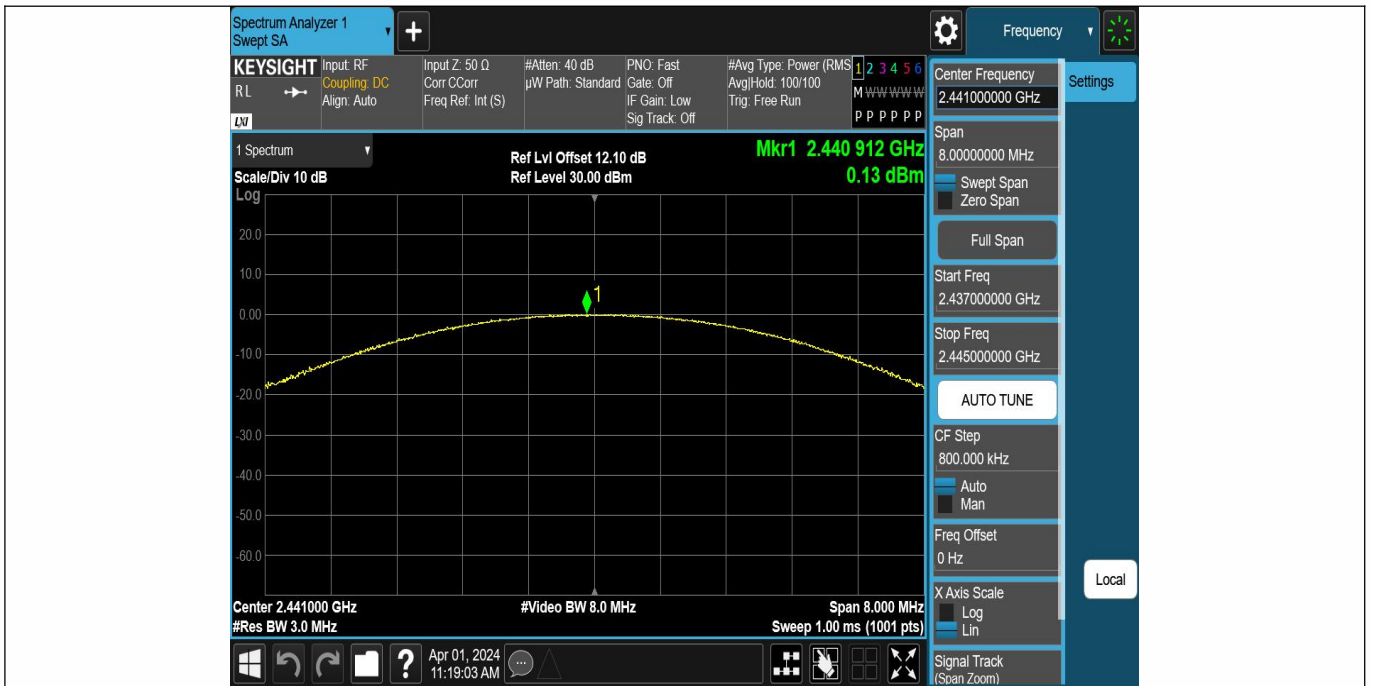 Spectrum Analyzer 1
Swept SA
Frequency
KEYSIGHT
R L
LXI
Input: RF
Coupling: DC
Align: Auto
Input Z: 50 Ω
Corr CCorr
Freq Ref: Int (S)
#Atten: 40 dB
µW Path: Standard
PNO: Fast
Gate: Off
IF Gain: Low
Sig Track: Off
#Avg Type: Power (RMS
Avg|Hold: 100/100
Trig: Free Run
1 2 3 4 5 6
M W W W W W
P P P P P P
1 Spectrum
Scale/Div 10 dB
Ref Lvl Offset 12.10 dB
Ref Level 30.00 dBm
Mkr1 2.440 912 GHz
0.13 dBm
Log
20.0
10.0
0.00
-10.0
-20.0
-30.0
-40.0
-50.0
-60.0
1
Center 2.441000 GHz
#Res BW 3.0 MHz
#Video BW 8.0 MHz
Span 8.000 MHz
Sweep 1.00 ms (1001 pts)
Center Frequency
2.441000000 GHz
Settings
Span
8.00000000 MHz
Swept Span
Zero Span
Full Span
Start Freq
2.437000000 GHz
Stop Freq
2.445000000 GHz
AUTO TUNE
CF Step
800.000 kHz
Auto
Man
Freq Offset
0 Hz
X Axis Scale
Log
Lin
Signal Track
(Span Zoom)
Local
?
Apr 01, 2024
11:19:03 AM